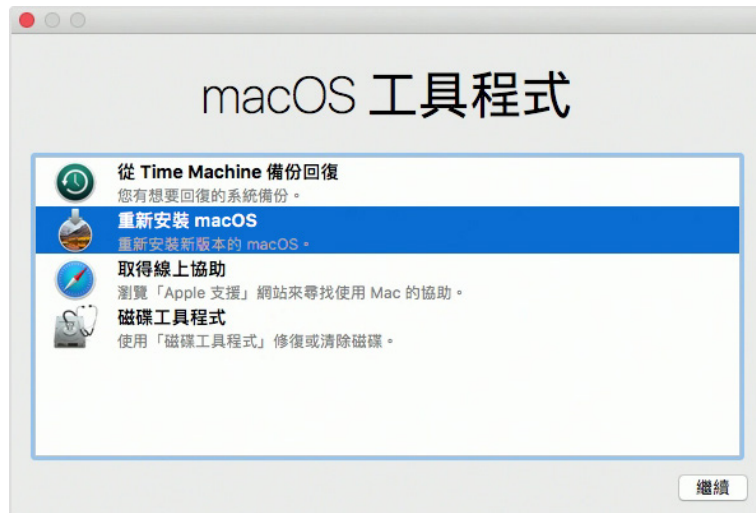 macOS 工具程式
從 Time Machine 備份回復
您有想要回復的系統備份。
重新安裝 macOS
重新安裝新版本的 macOS。
取得線上協助
瀏覽「Apple 支援」網站來尋找使用 Mac 的協助。
磁碟工具程式
使用「磁碟工具程式」修復或清除磁碟。
繼續